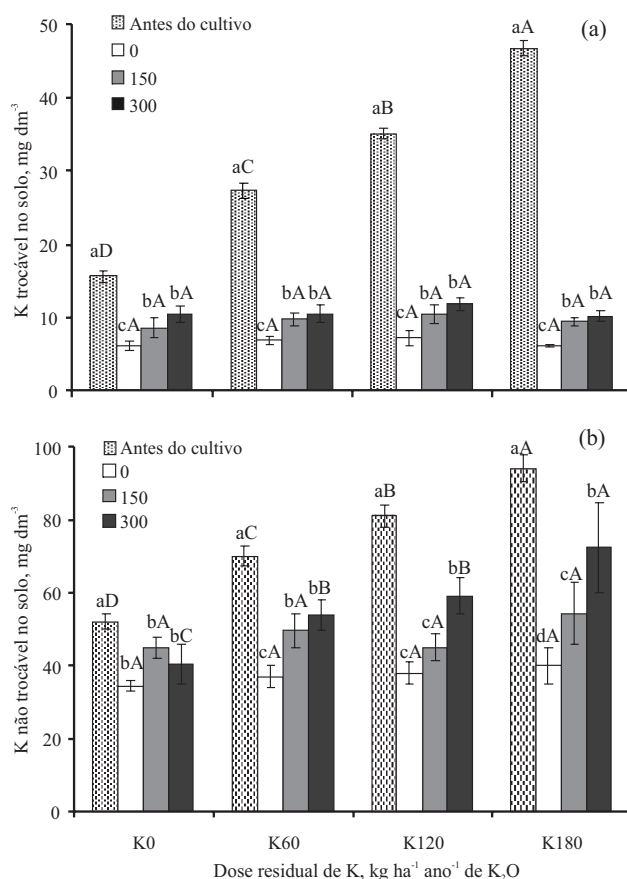 50
40
30
20
10
0
K trocável no solo, mg dm⁻³
Antes do cultivo
0
150
300
(a)
aD
cA
bA
bA
aC
cA
bA
bA
aB
cA
bA
bA
aA
cA
bA
bA
100
80
60
40
20
0
K não trocável no solo, mg dm⁻³
Antes do cultivo
0
150
300
(b)
aD
bA
bA
bC
aC
cA
bA
bB
aB
cA
cA
bB
aA
dA
cA
bA
K0 K60 K120 K180
Dose residual de K, kg ha⁻¹ ano⁻¹ de K₂O